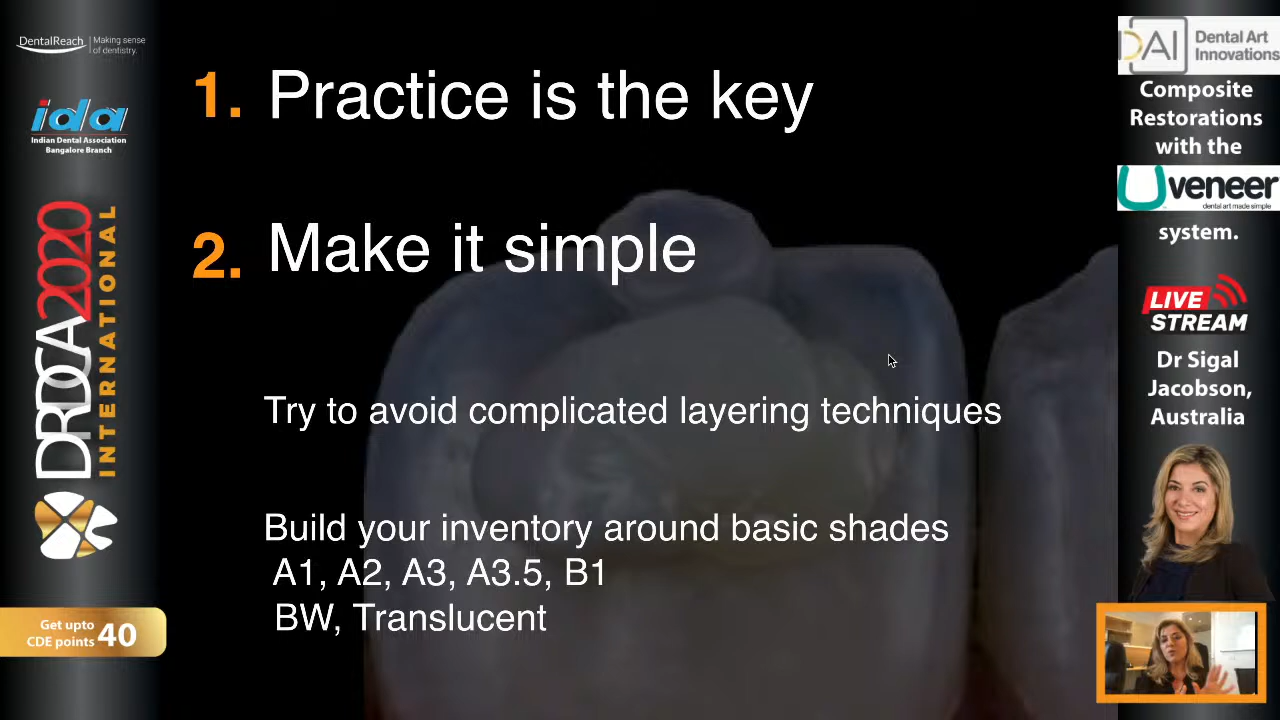 DentalReach | Making sense
of dentistry.
ida
Indian Dental Association
Bangalore Branch
DRDCA2020
INTERNATIONAL
Get upto
CDE points 40
1. Practice is the key
2. Make it simple
Try to avoid complicated layering techniques
Build your inventory around basic shades
A1, A2, A3, A3.5, B1
BW, Translucent
DAI Dental Art
Innovations
Composite
Restorations
with the
Uveneer
dental art made simple
system.
LIVE
STREAM
Dr Sigal
Jacobson,
Australia